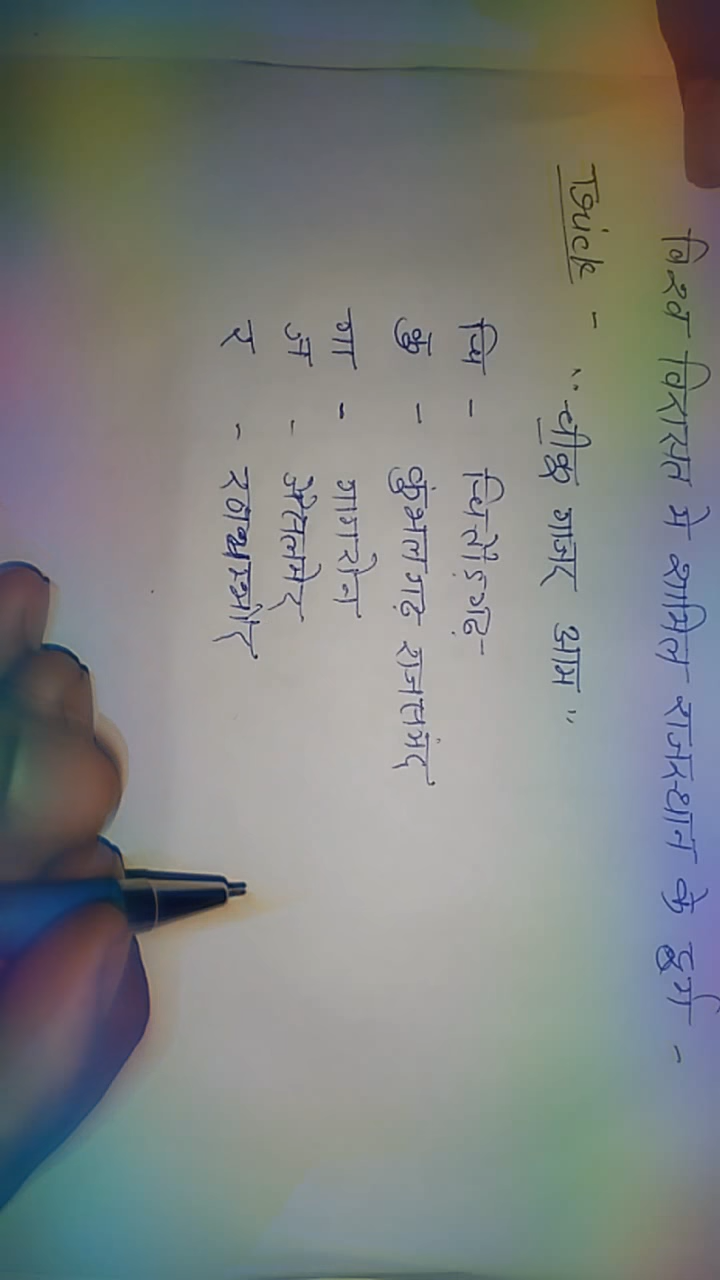 विश्व विरासत मे शामिल राजस्थान के दुर्ग -
Trick - "चीकू गाजर आम"
चि - चित्तौड़गढ़
कुं - कुंभलगढ़ राजसमंद
गा - गागरोन
ज - जैसलमेर
र - रणथम्भोर